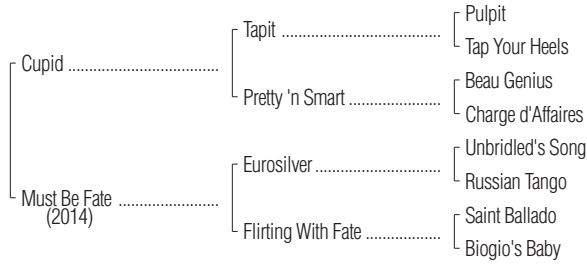 Pulpit
Tapit ................................
Tap Your Heels
Cupid ..............................
Beau Genius
Pretty 'n Smart ...................
Charge d'Affaires
Unbridled's Song
Eurosilver .........................
Russian Tango
Must Be Fate ....................
(2014)
Saint Ballado
Flirting With Fate ...............
Biogio's Baby